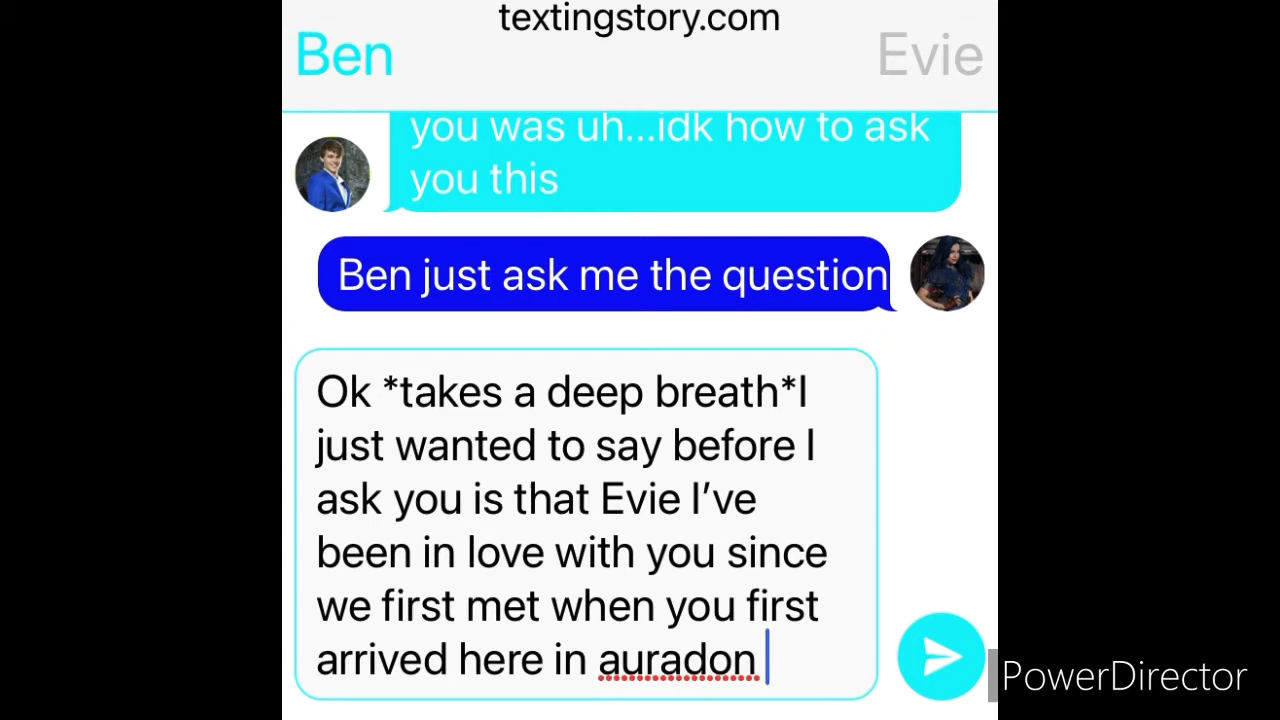 textingstory.com
Ben
Evie
you was uh...idk how to ask
you this
Ben just ask me the question
Ok *takes a deep breath*I
just wanted to say before I
ask you is that Evie I’ve
been in love with you since
we first met when you first
arrived here in auradon
PowerDirector